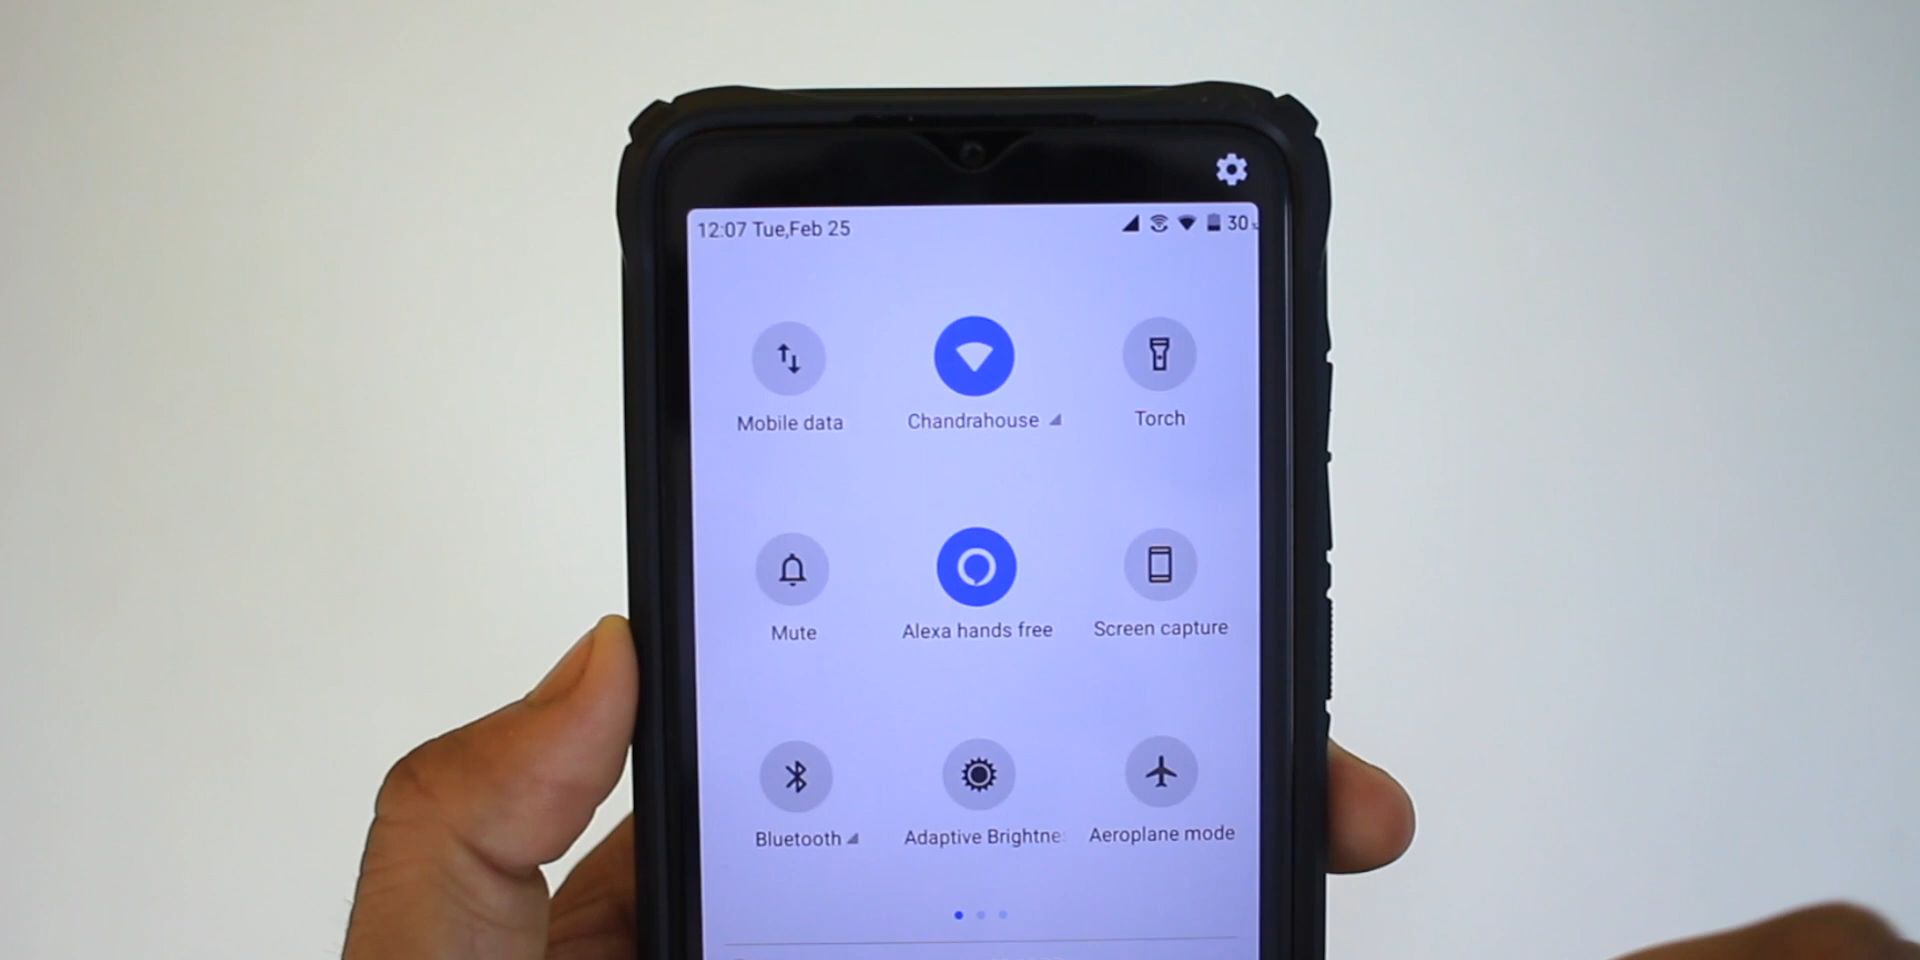 12:07 Tue,Feb 25 30
Mobile data Chandrahouse Torch
Mute Alexa hands free Screen capture
Bluetooth Adaptive Brightne Aeroplane mode